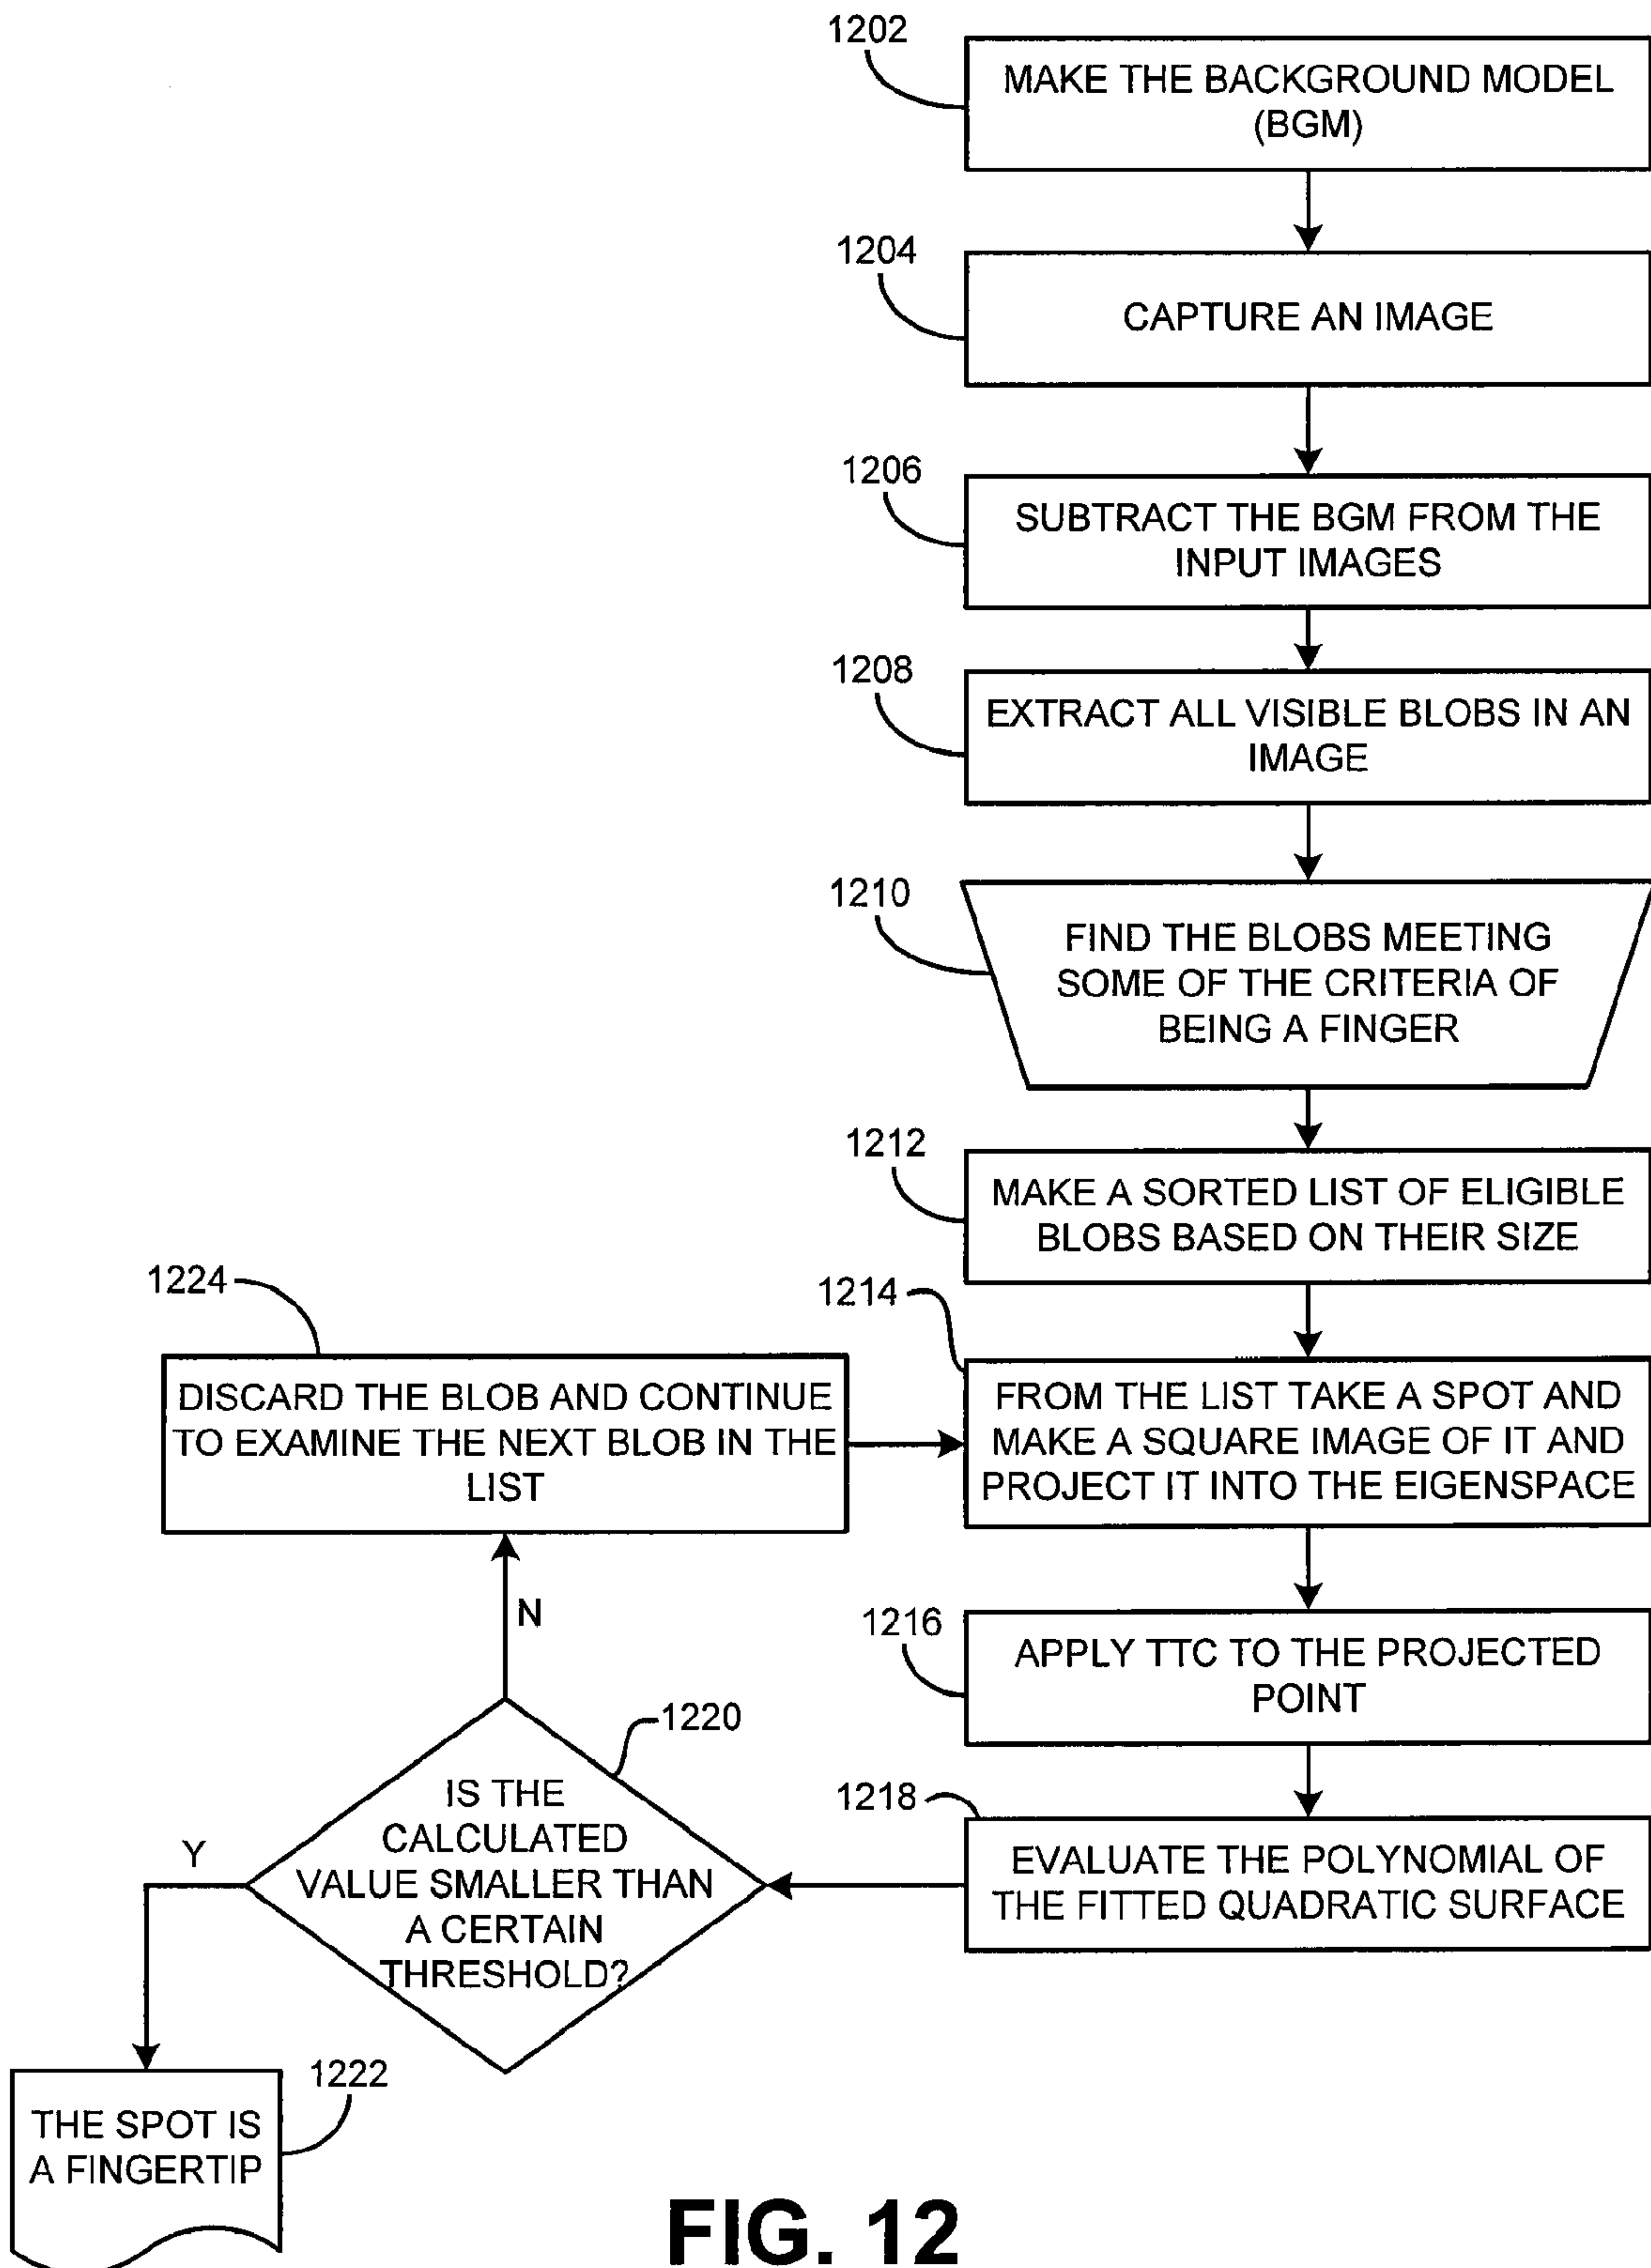 1202
MAKE THE BACKGROUND MODEL
(BGM)
1204
CAPTURE AN IMAGE
1206
SUBTRACT THE BGM FROM THE
INPUT IMAGES
1208
EXTRACT ALL VISIBLE BLOBS IN AN
IMAGE
1210
FIND THE BLOBS MEETING
SOME OF THE CRITERIA OF
BEING A FINGER
1212
MAKE A SORTED LIST OF ELIGIBLE
BLOBS BASED ON THEIR SIZE
1224
DISCARD THE BLOB AND CONTINUE
TO EXAMINE THE NEXT BLOB IN THE
LIST
1214
FROM THE LIST TAKE A SPOT AND
MAKE A SQUARE IMAGE OF IT AND
PROJECT IT INTO THE EIGENSPACE
N
1216
APPLY TTC TO THE PROJECTED
POINT
1220
IS THE
CALCULATED
VALUE SMALLER THAN
A CERTAIN
THRESHOLD?
1218
EVALUATE THE POLYNOMIAL OF
THE FITTED QUADRATIC SURFACE
Y
1222
THE SPOT IS
A FINGERTIP
FIG. 12